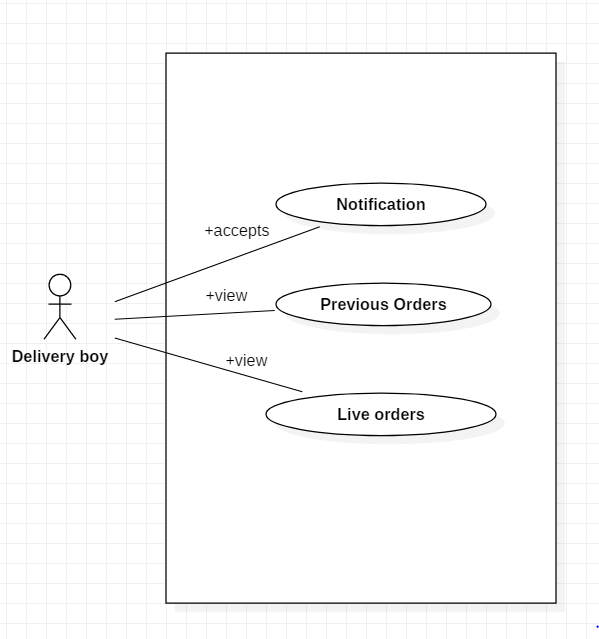 Notification
+accepts
+view
Previous Orders
Delivery boy
+view
Live orders